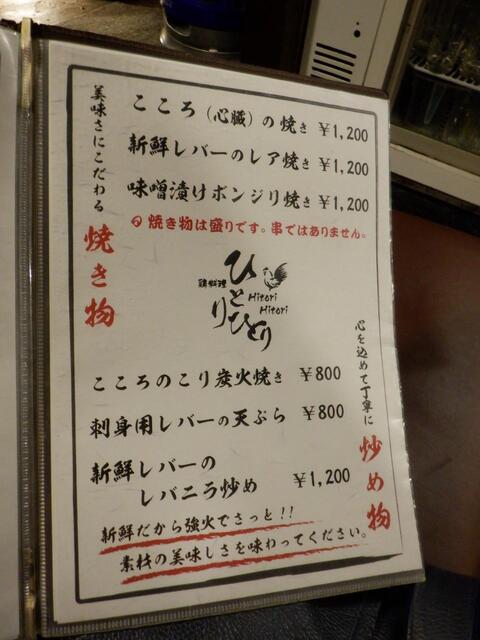 美味さにこだわる
焼き物
こころ（心臓）の焼き ￥1,200
新鮮レバーのレア焼き ￥1,200
味噌漬けボンジリ焼き ￥1,200
焼き物は盛りです。串ではありません。
鶏料理
ひとりひとり
Hitori
Hitori
心を込めて丁寧に
炒め物
こころのこり炭火焼き ￥800
刺身用レバーの天ぷら ￥800
新鮮レバーの
レバニラ炒め ￥1,200
新鮮だから強火でさっと!!
素材の美味しさを味わってください。